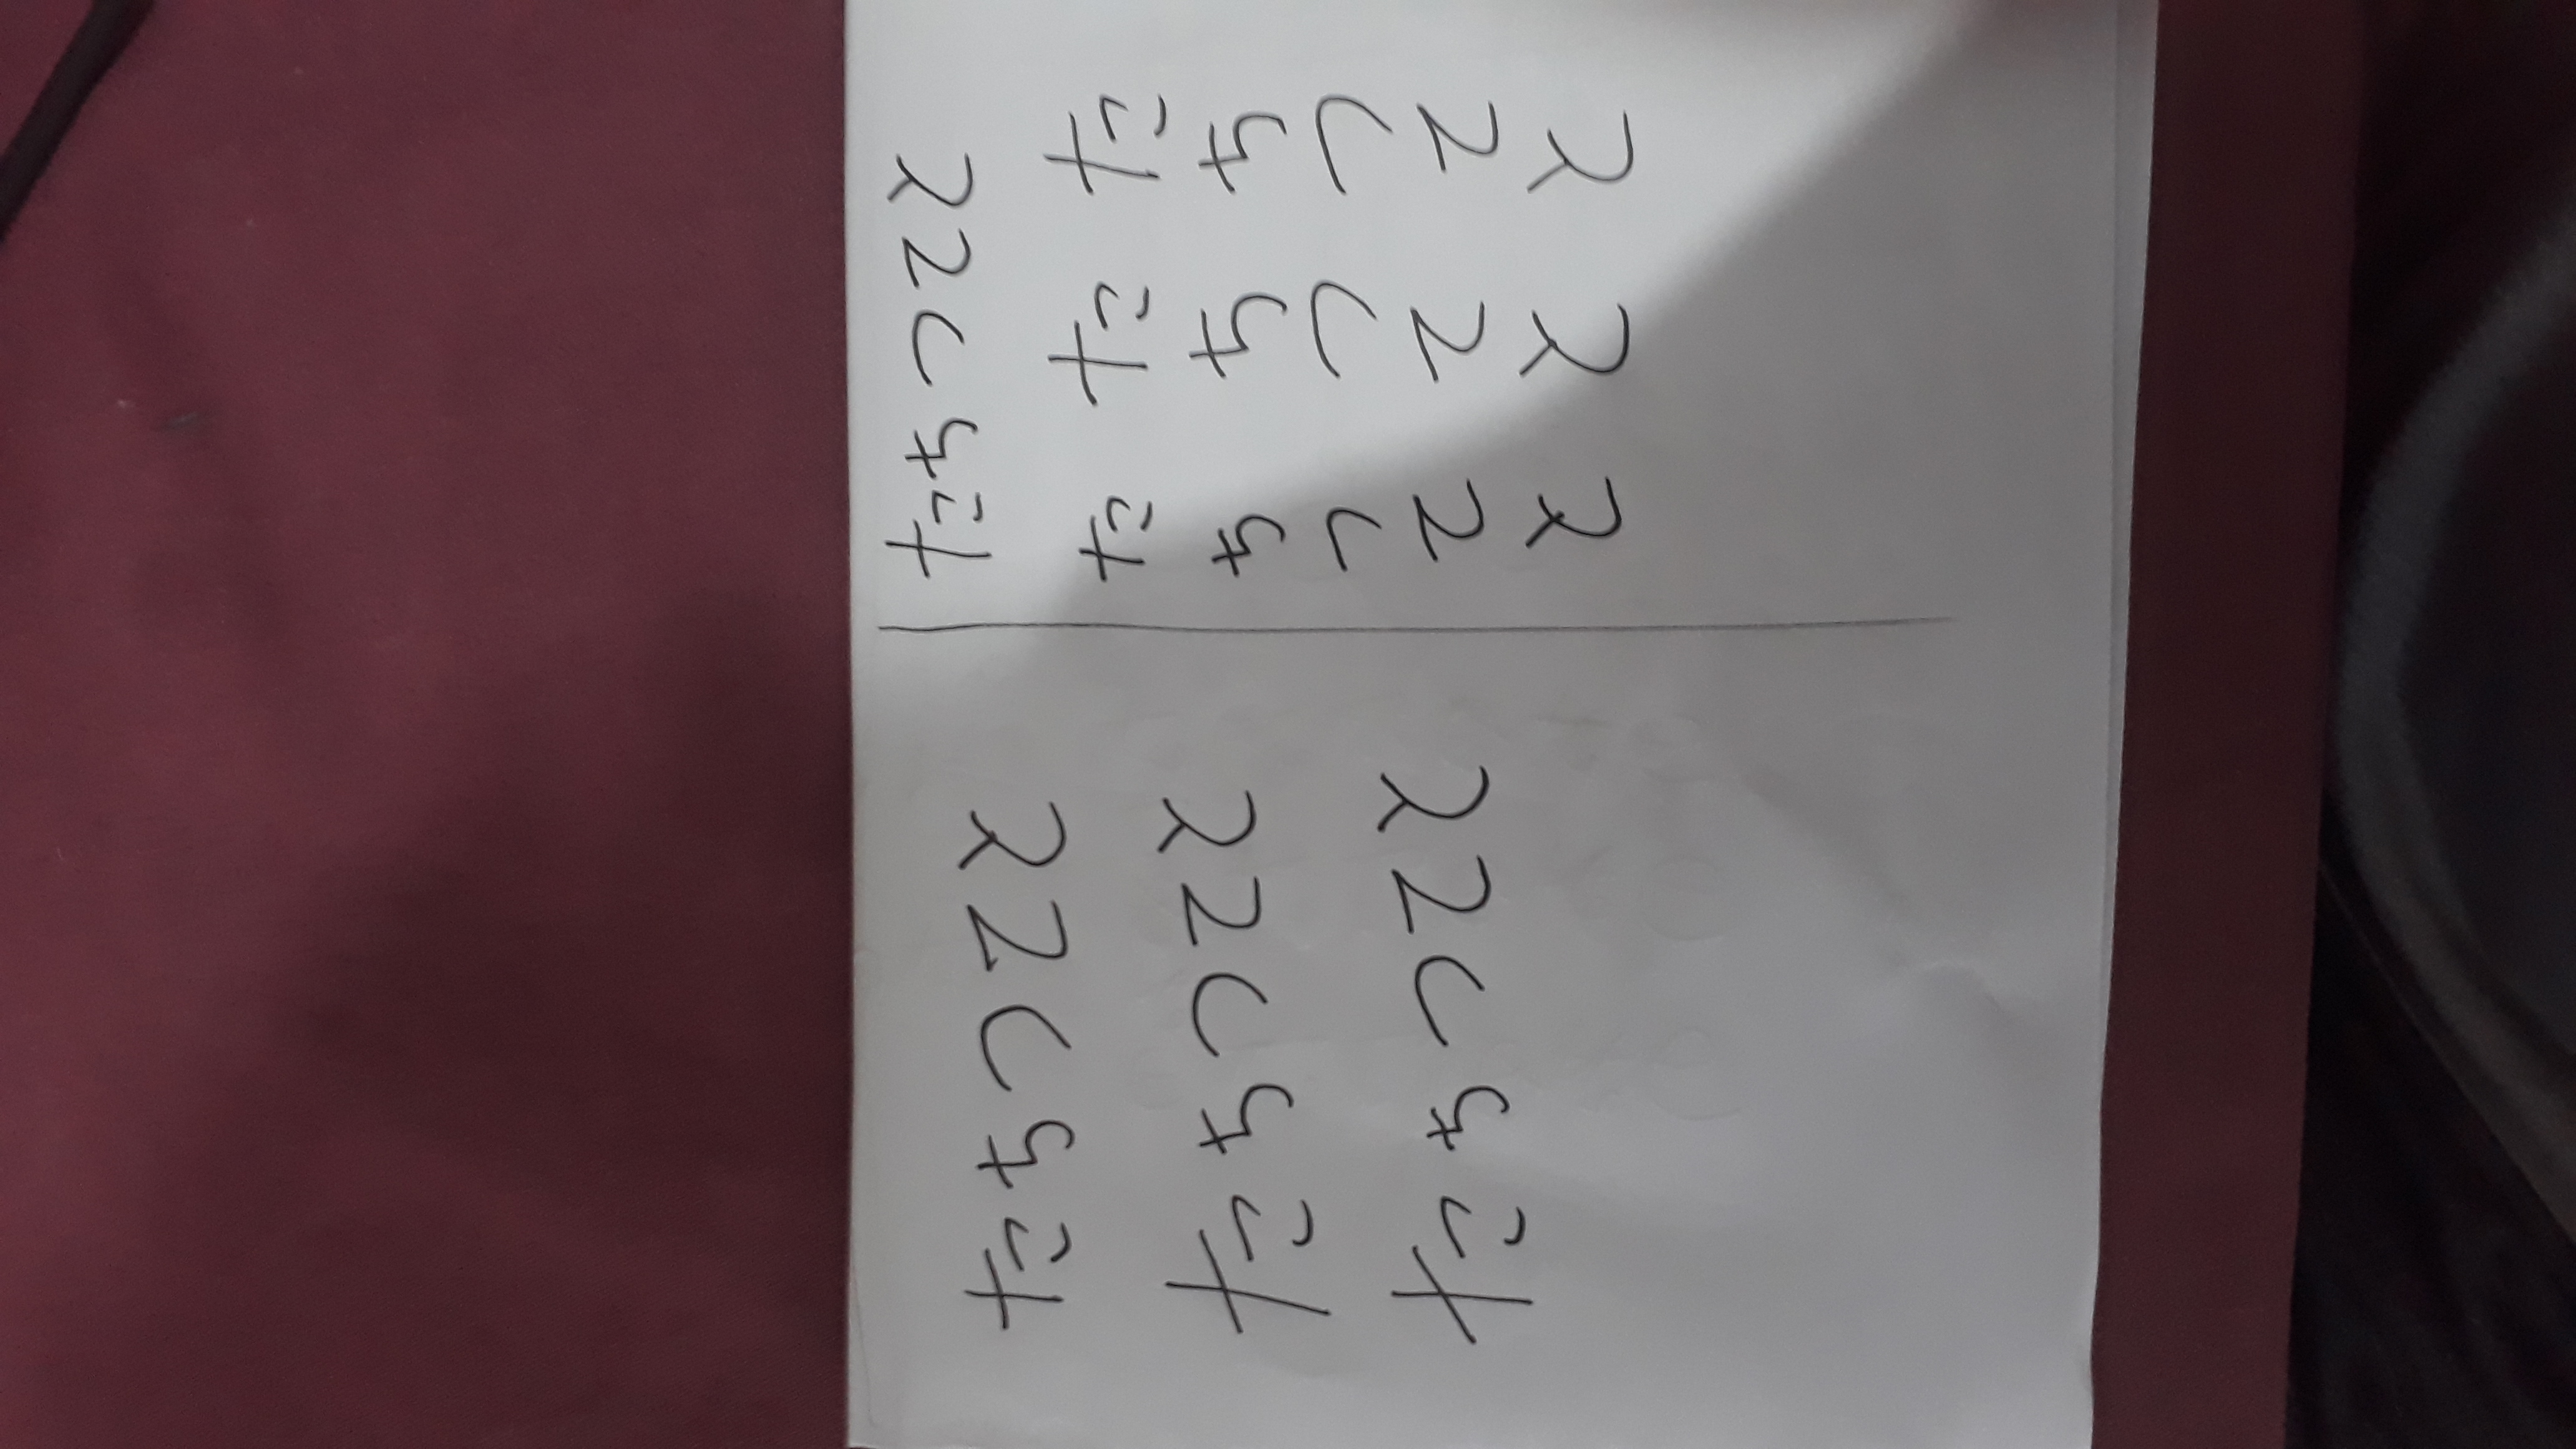 たちつてと
たちつてと
たちつてと
たちつてと
た た た
ち ち ち
つ つ つ
て て て
と と と